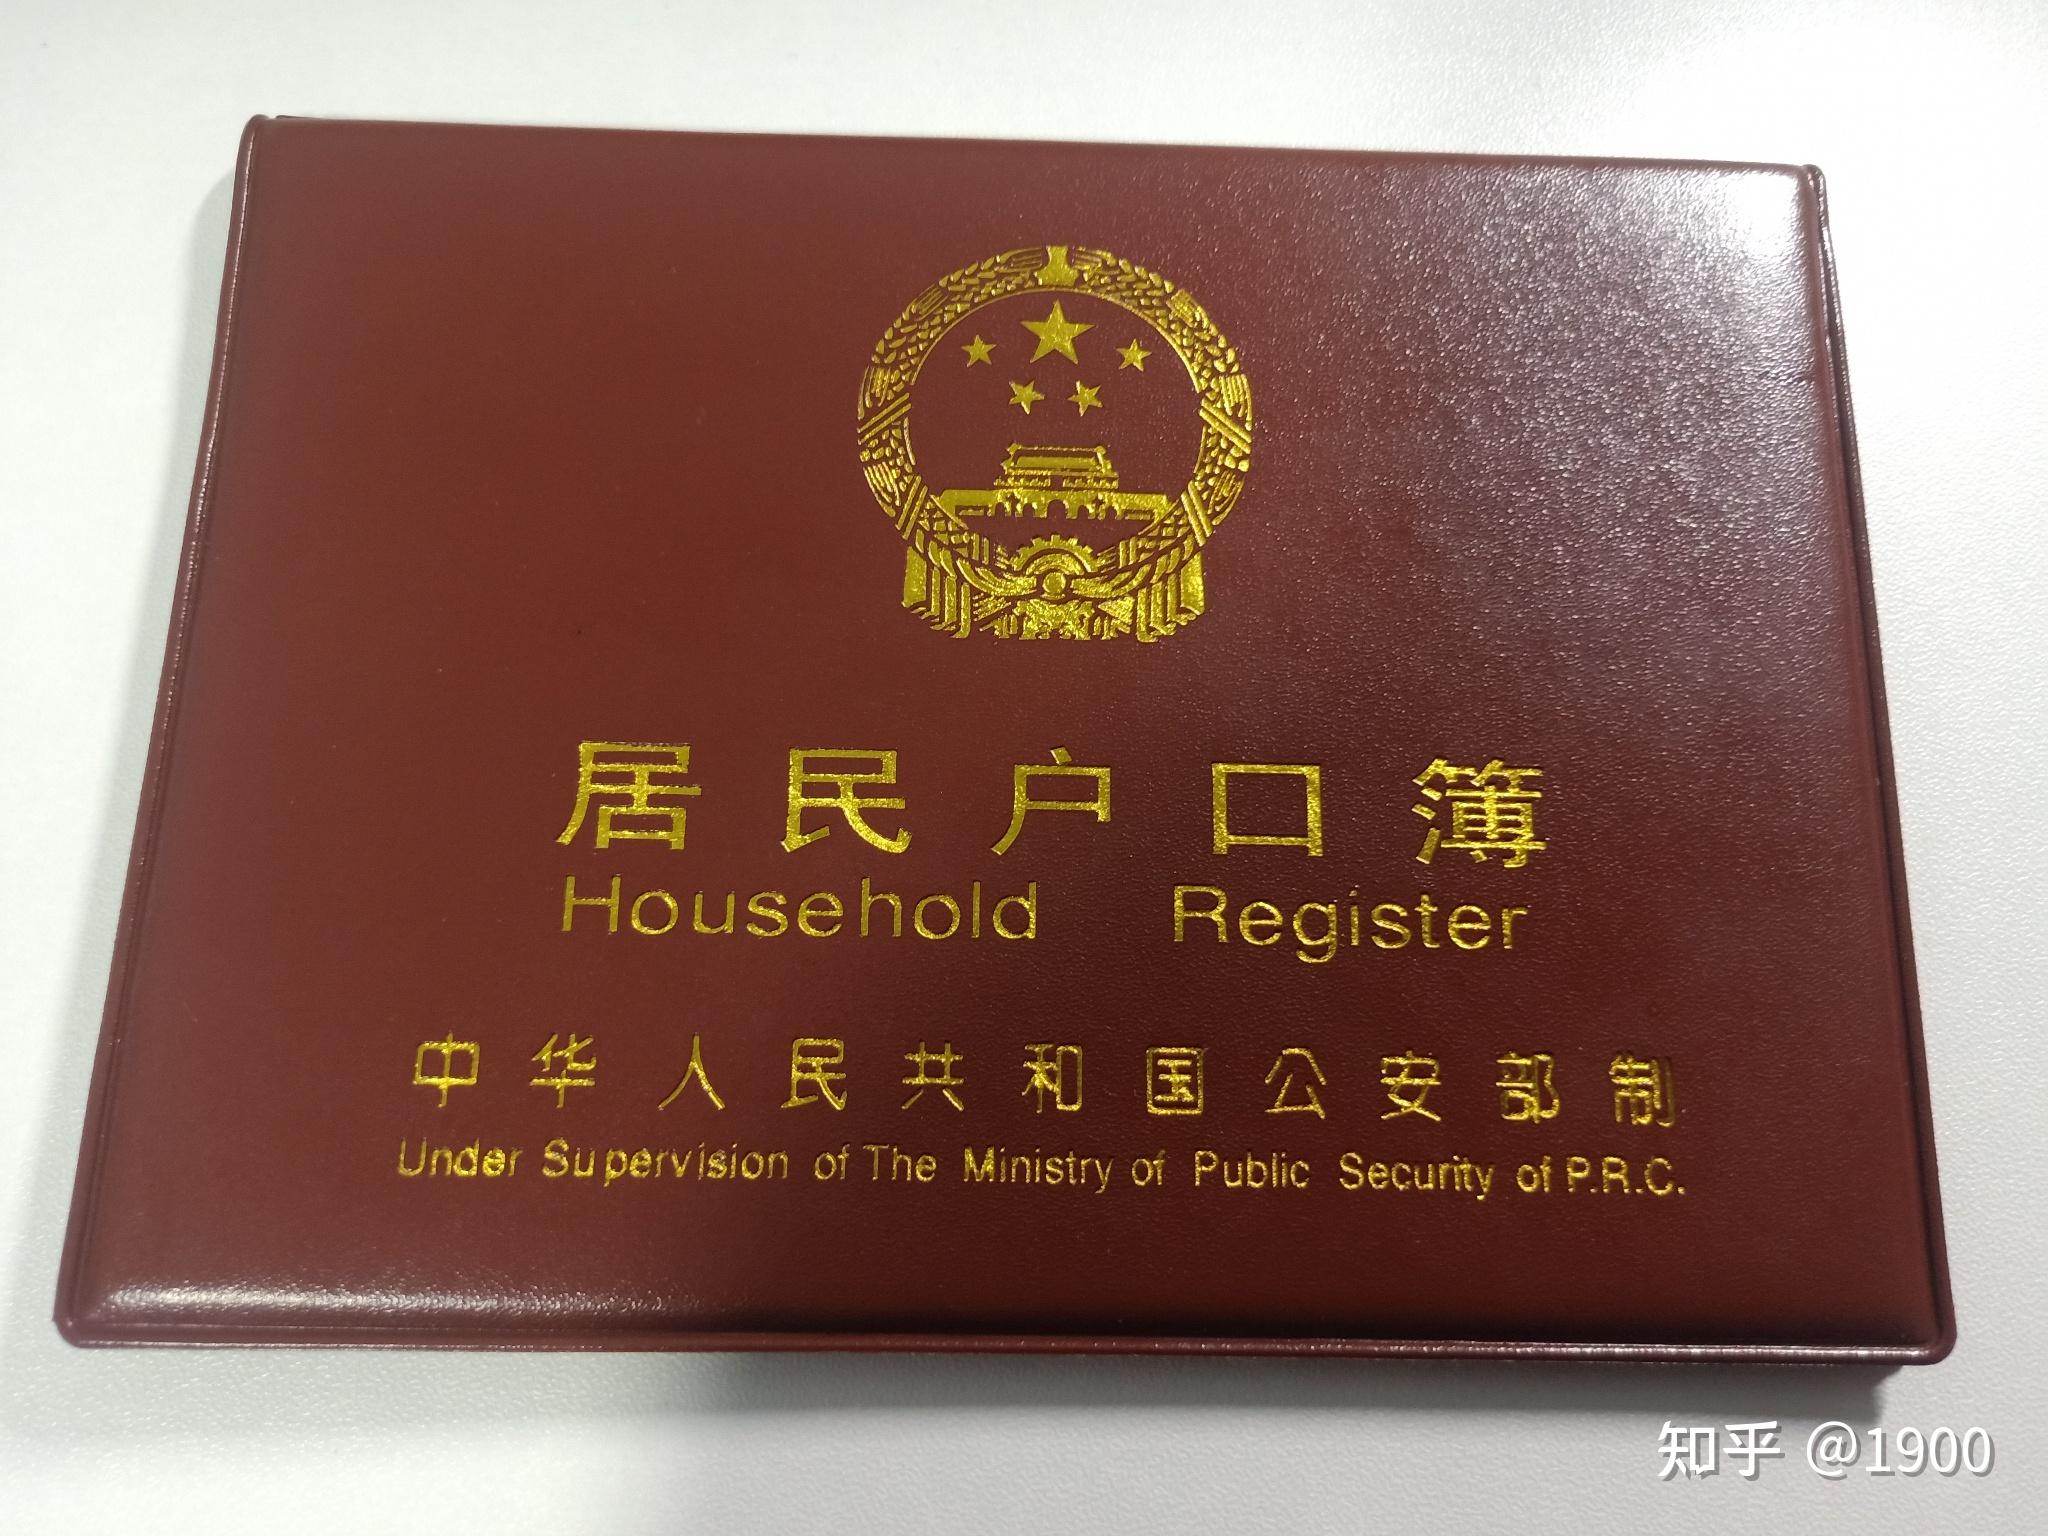 居民户口簿
Household Register
中华人民共和国公安部制
Under Supervision of The Ministry of Public Security of P.R.C.
知乎 @1900